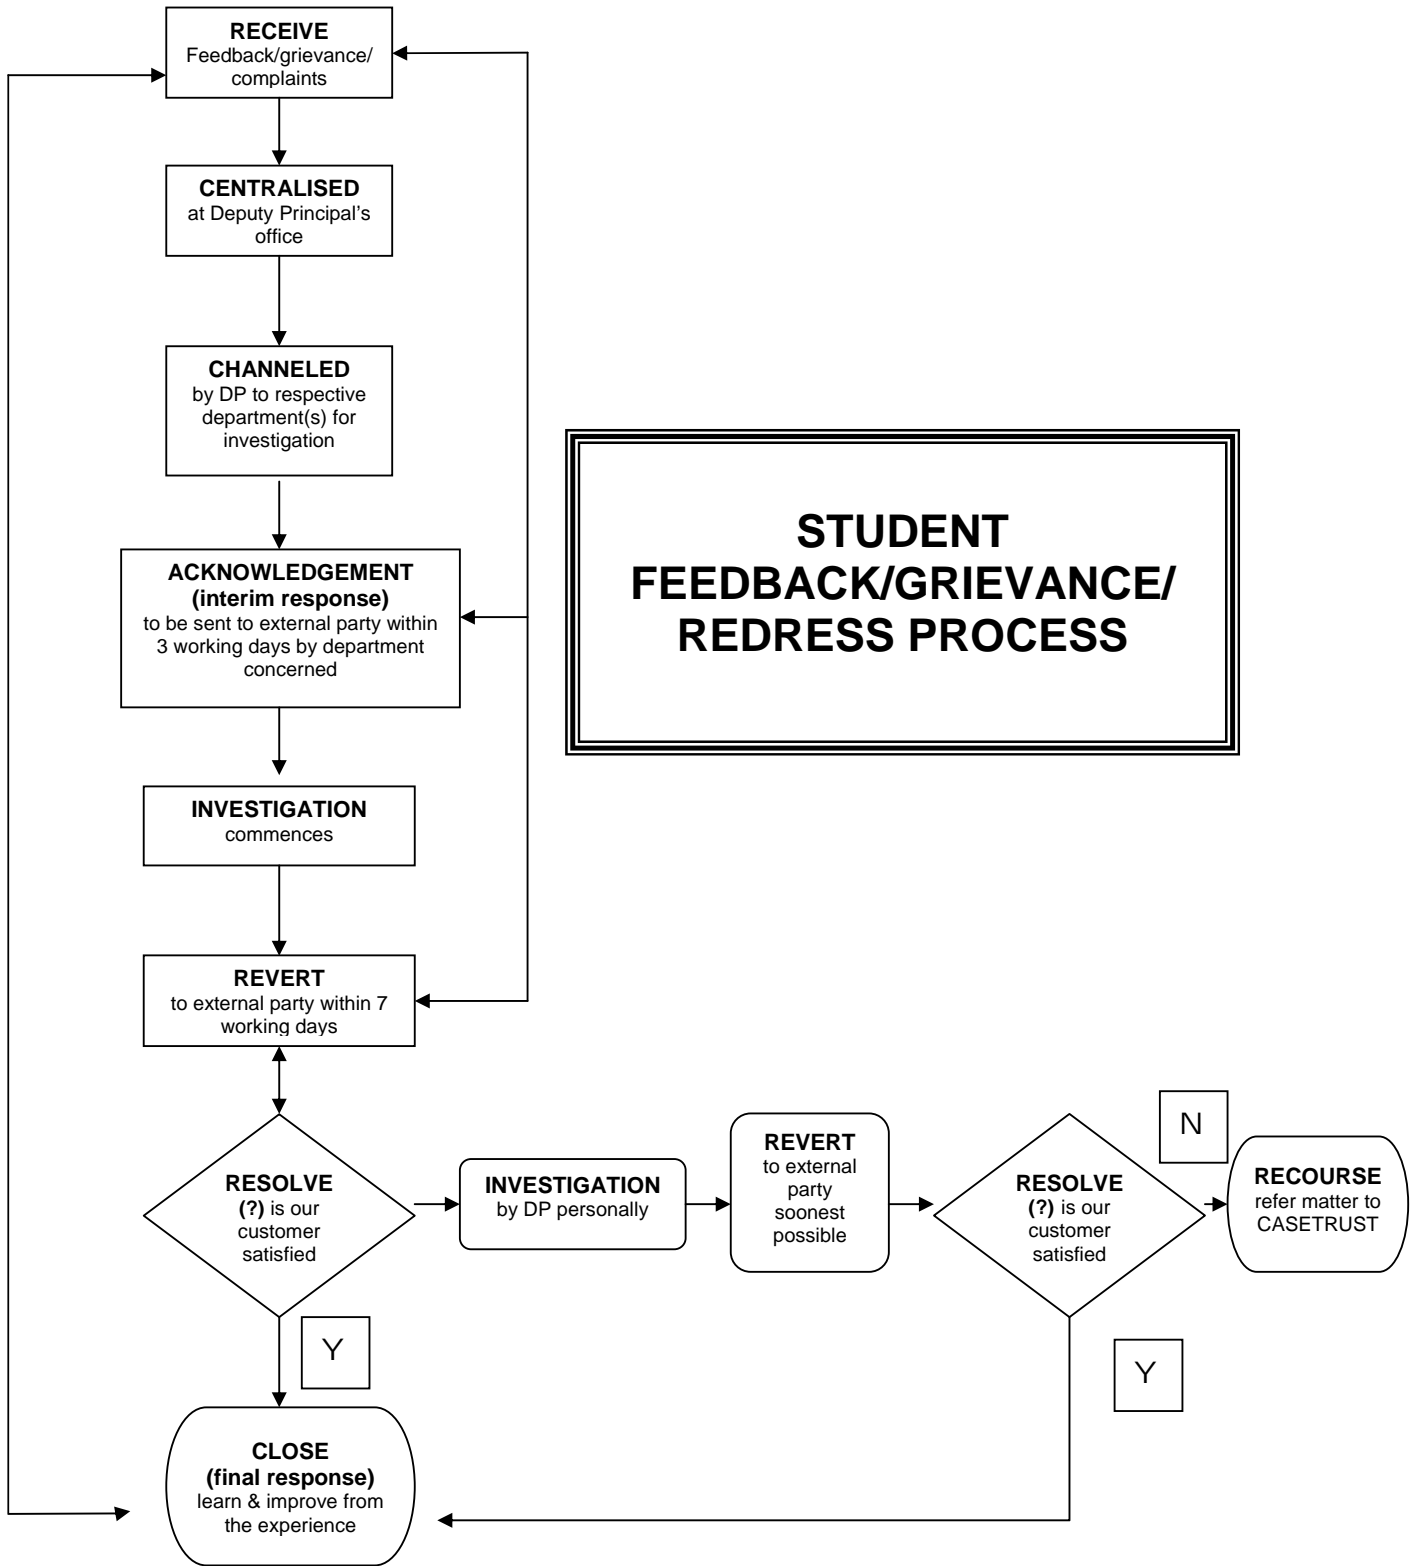 RECEIVE
Feedback/grievance/
complaints
CENTRALISED
at Deputy Principal's
office
CHANNELED
by DP to respective
department(s) for
investigation
STUDENT
FEEDBACK/GRIEVANCE/
REDRESS PROCESS
ACKNOWLEDGEMENT
(interim response)
to be sent to external party within
3 working days by department
concerned
INVESTIGATION
commences
REVERT
to external party within 7
working days
RESOLVE
(?) is our
customer
satisfied
INVESTIGATION
by DP personally
REVERT
to external
party
soonest
possible
RESOLVE
(?) is our
customer
satisfied
N
RECOURSE
refer matter to
CASETRUST
Y
Y
CLOSE
(final response)
learn & improve from
the experience